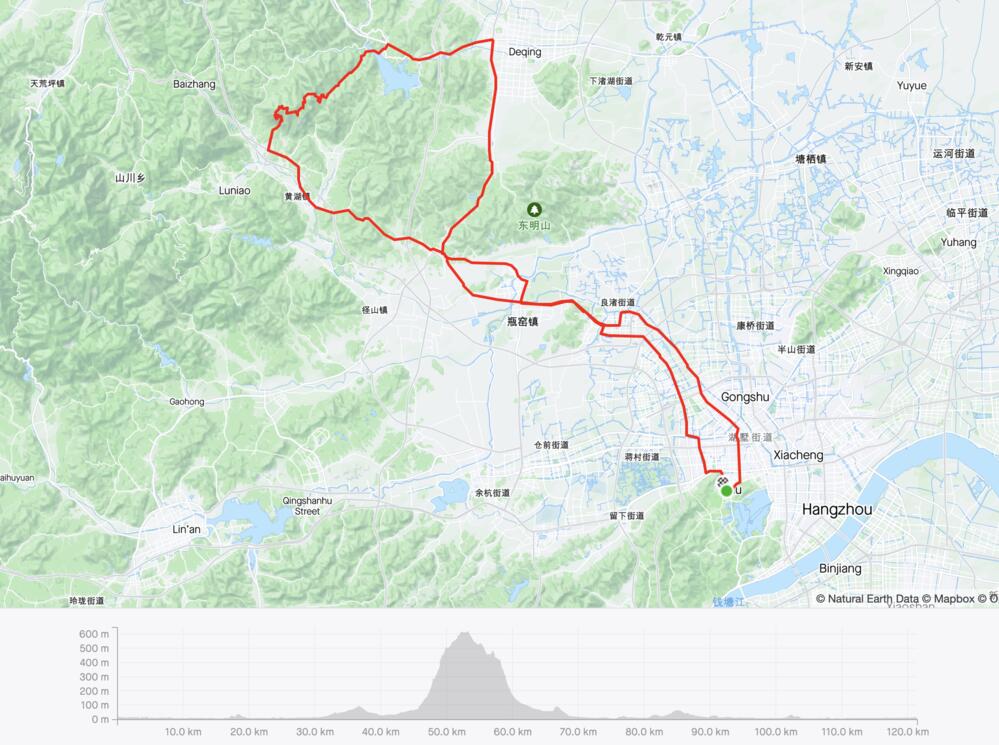 Deqing
乾元镇
新安镇
天荒坪镇
Baizhang
下渚湖街道
Yuyue
塘栖镇
运河街道
山川乡
Luniao
黄湖镇
东明山
临平街道
Yuhang
Xingqiao
径山镇
良渚街道
瓶窑镇
康桥街道
半山街道
Gaohong
Gongshu
湖墅街道
仓前街道
蒋村街道
Xiacheng
aihuyuan
余杭街道
u
Qingshanhu
Street
留下街道
Hangzhou
Lin'an
Binjiang
玲珑街道
钱塘江
© Natural Earth Data © Mapbox © O
Xiaoshan
600 m
500 m
400 m
300 m
200 m
100 m
0 m
10.0 km
20.0 km
30.0 km
40.0 km
50.0 km
60.0 km
70.0 km
80.0 km
90.0 km
100.0 km
110.0 km
120.0 km